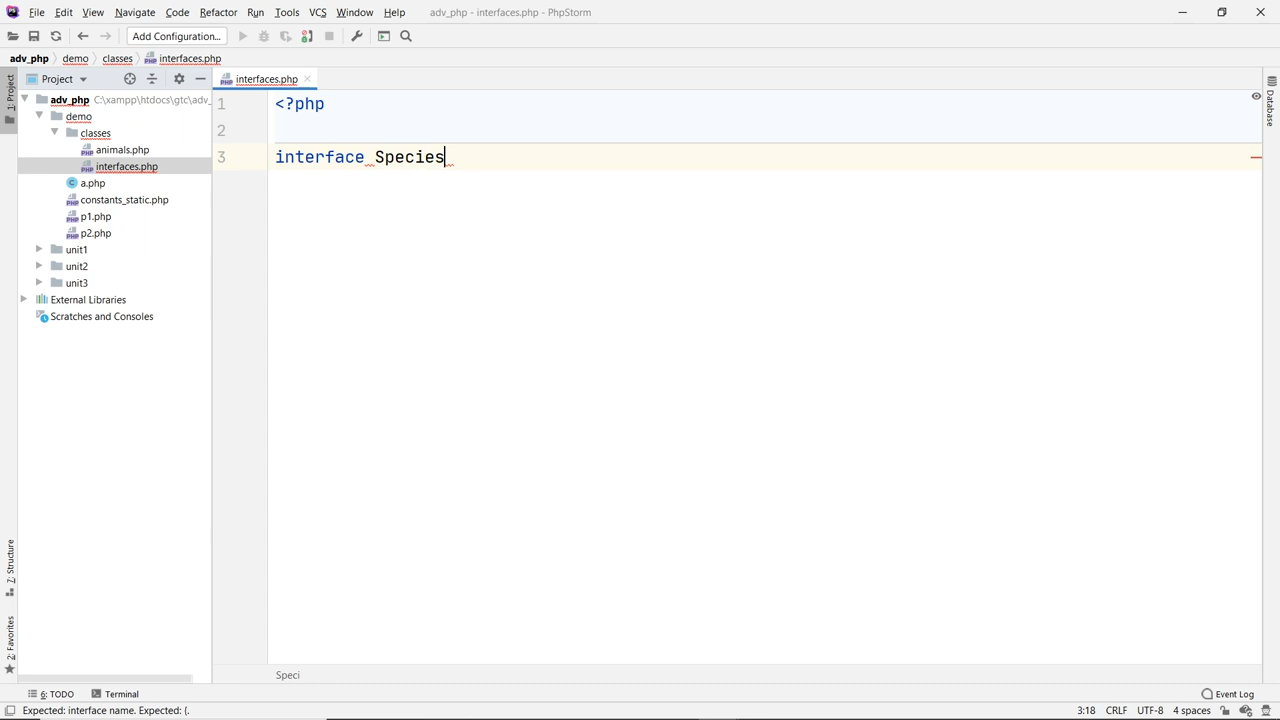 File Edit View Navigate Code Refactor Run Tools VCS Window Help adv_php - interfaces.php - PhpStorm
Add Configuration...
adv_php demo classes interfaces.php
1: Project
Project
interfaces.php
Database
adv_php C:\xampp\htdocs\gtc\adv_
demo
classes
animals.php
interfaces.php
a.php
constants_static.php
p1.php
p2.php
unit1
unit2
unit3
External Libraries
Scratches and Consoles
1 <?php
2
3 interface Species
7: Structure
2: Favorites
Speci
6: TODO Terminal Event Log
Expected: interface name. Expected: {. 3:18 CRLF UTF-8 4 spaces